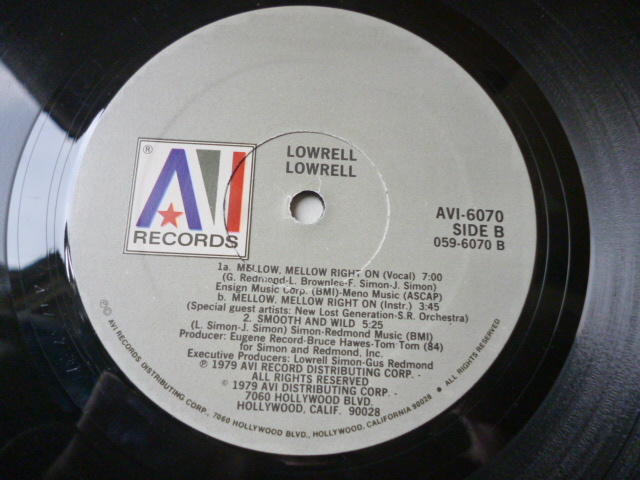 LOWRELL
LOWRELL
®
AVI
RECORDS
AVI-6070
SIDE B
059-6070 B
1a. MELLOW, MELLOW RIGHT ON (Vocal) 7:00
(G. Redmond-L. Brownlee-F. Simon-J. Simon)
Ensign Music Corp. (BMI)-Meno Music (ASCAP)
b. MELLOW, MELLOW RIGHT ON (Instr.) 3:45
(Special guest artists: New Lost Generation-S.R. Orchestra)
2. SMOOTH AND WILD 5:25
(L. Simon-J. Simon) Simon-Redmond Music (BMI)
Producer: Eugene Record-Bruce Hawes-Tom Tom (84)
for Simon and Redmond, Inc.
Executive Producers: Lowrell Simon-Gus Redmond
℗ 1979 AVI RECORD DISTRIBUTING CORP.
ALL RIGHTS RESERVED
© 1979 AVI DISTRIBUTING CORP.
7060 HOLLYWOOD BLVD.
HOLLYWOOD, CALIF. 90028
℗© AVI RECORDS DISTRIBUTING CORP., 7060 HOLLYWOOD BLVD., HOLLYWOOD, CALIFORNIA 90028 • ALL RIGHTS RESERVED